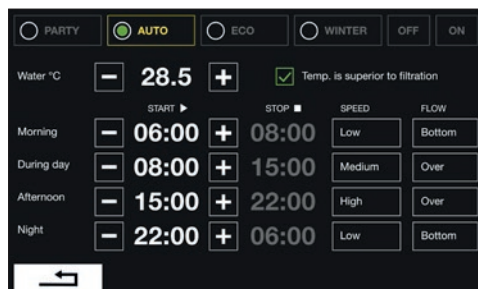 PARTY AUTO ECO WINTER OFF ON
Water °C − 28.5 + Temp. is superior to filtration
START ▶ STOP ■ SPEED FLOW
Morning − 06:00 + 08:00 Low Bottom
During day − 08:00 + 15:00 Medium Over
Afternoon − 15:00 + 22:00 High Over
Night − 22:00 + 06:00 Low Bottom